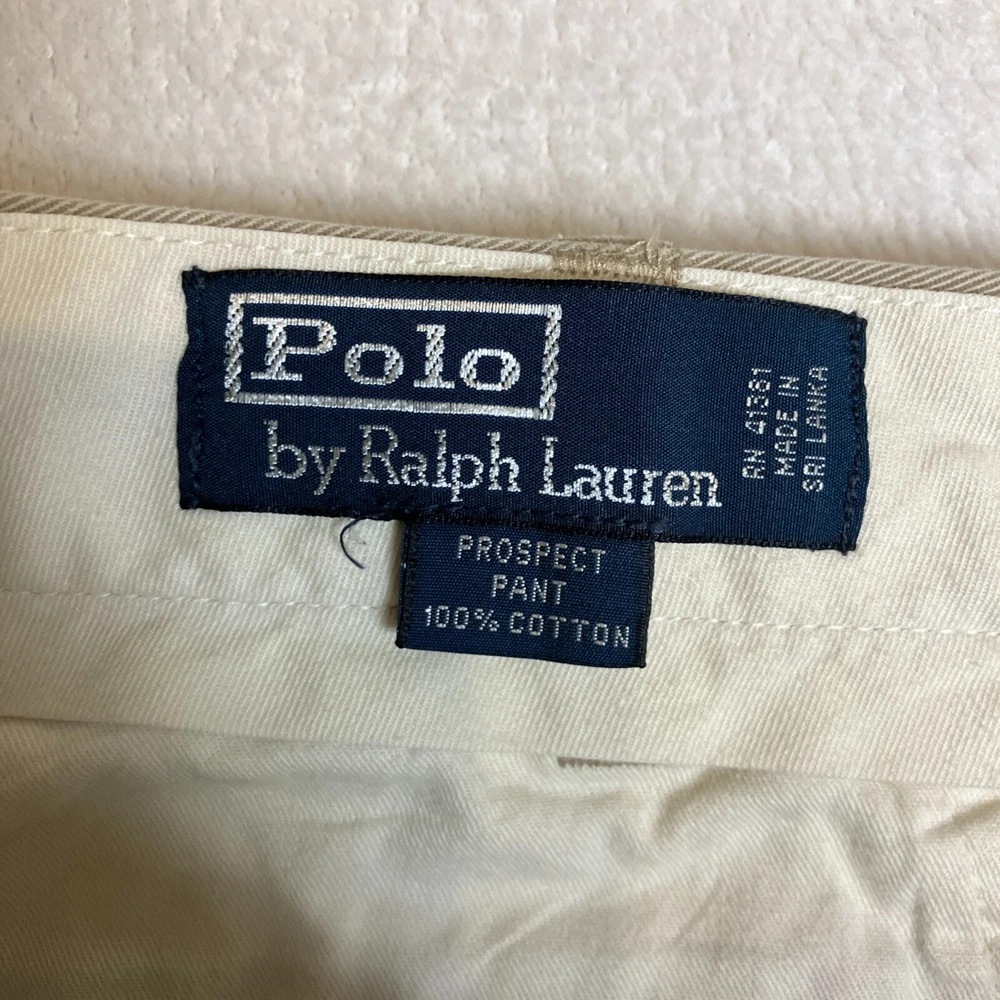 Polo
by Ralph Lauren
RN 41381
MADE IN
SRI LANKA
PROSPECT
PANT
100% COTTON